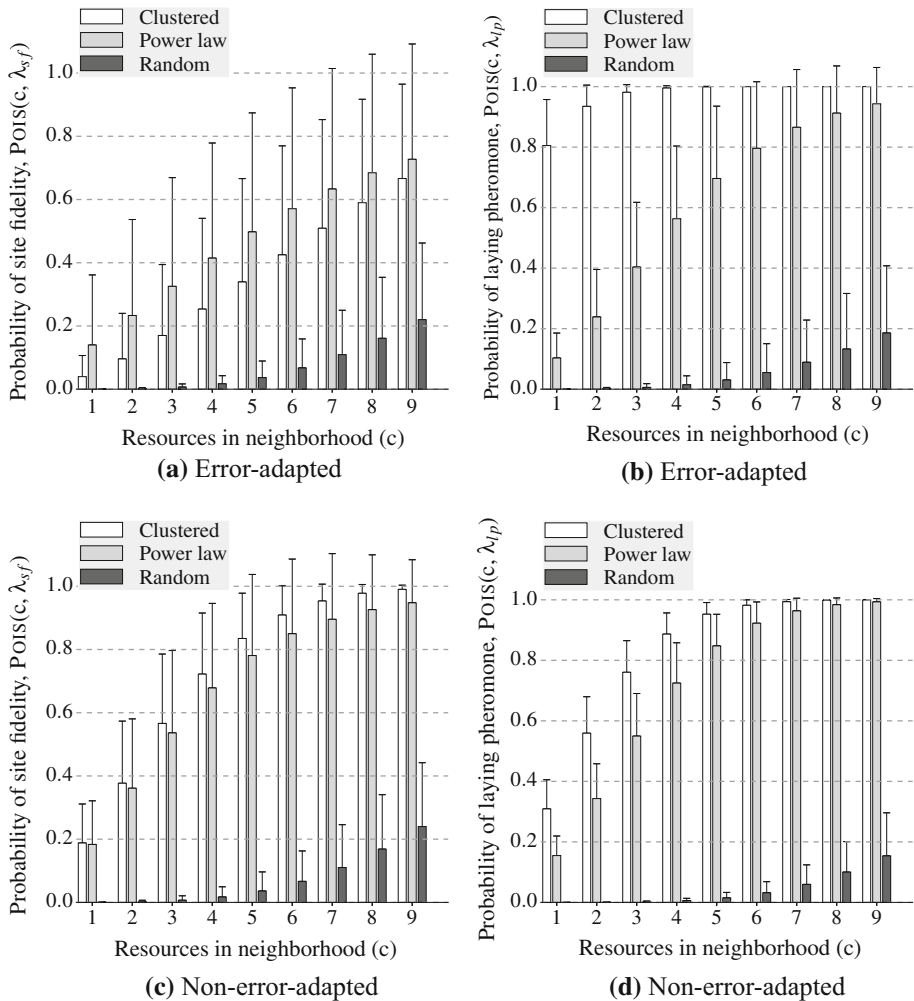 Clustered
Power law
Random
Probability of site fidelity, POIS(c, λsf)
1.0
0.8
0.6
0.4
0.2
0.0
1 2 3 4 5 6 7 8 9
Resources in neighborhood (c)
(a) Error-adapted
Clustered
Power law
Random
Probability of laying pheromone, POIS(c, λlp)
1.0
0.8
0.6
0.4
0.2
0.0
1 2 3 4 5 6 7 8 9
Resources in neighborhood (c)
(b) Error-adapted
Clustered
Power law
Random
Probability of site fidelity, POIS(c, λsf)
1.0
0.8
0.6
0.4
0.2
0.0
1 2 3 4 5 6 7 8 9
Resources in neighborhood (c)
(c) Non-error-adapted
Clustered
Power law
Random
Probability of laying pheromone, POIS(c, λlp)
1.0
0.8
0.6
0.4
0.2
0.0
1 2 3 4 5 6 7 8 9
Resources in neighborhood (c)
(d) Non-error-adapted